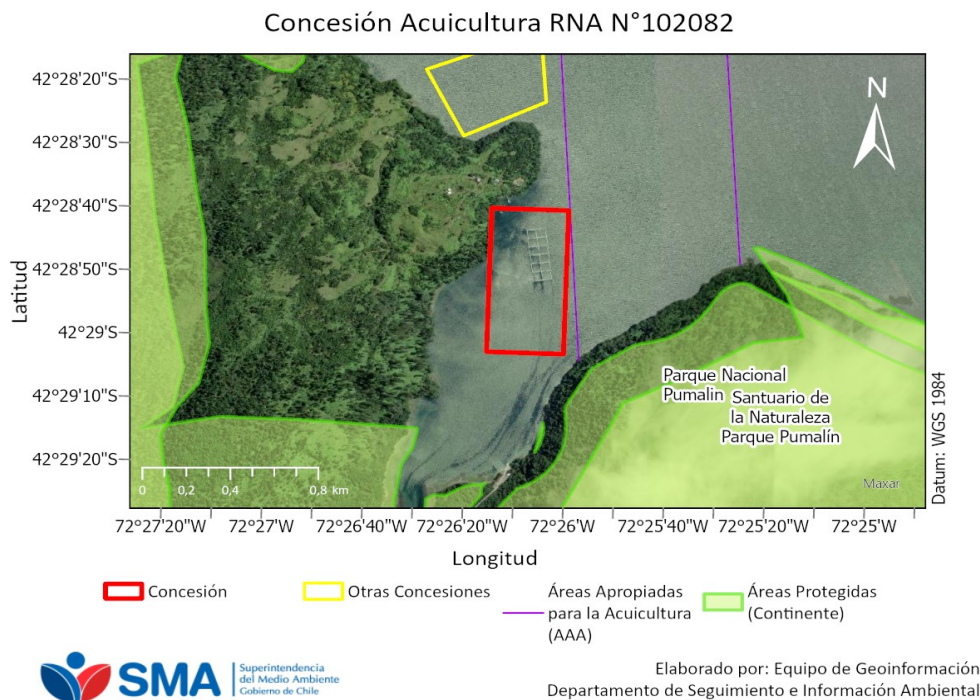 Concesión Acuicultura RNA N°102082
42°28'20"S
42°28'30"S
42°28'40"S
42°28'50"S
42°29'S
42°29'10"S
42°29'20"S
Latitud
N
Parque Nacional
Pumalin
Santuario de
la Naturaleza
Parque Pumalín
Maxar
Datum: WGS 1984
0 0,2 0,4 0,8 km
72°27'20"W 72°27'W 72°26'40"W 72°26'20"W 72°26'W 72°25'40"W 72°25'20"W 72°25'W
Longitud
Concesión
Otras Concesiones
Áreas Apropiadas
para la Acuicultura
(AAA)
Áreas Protegidas
(Continente)
SMA
Superintendencia
del Medio Ambiente
Gobierno de Chile
Elaborado por: Equipo de Geoinformación
Departamento de Seguimiento e Información Ambiental